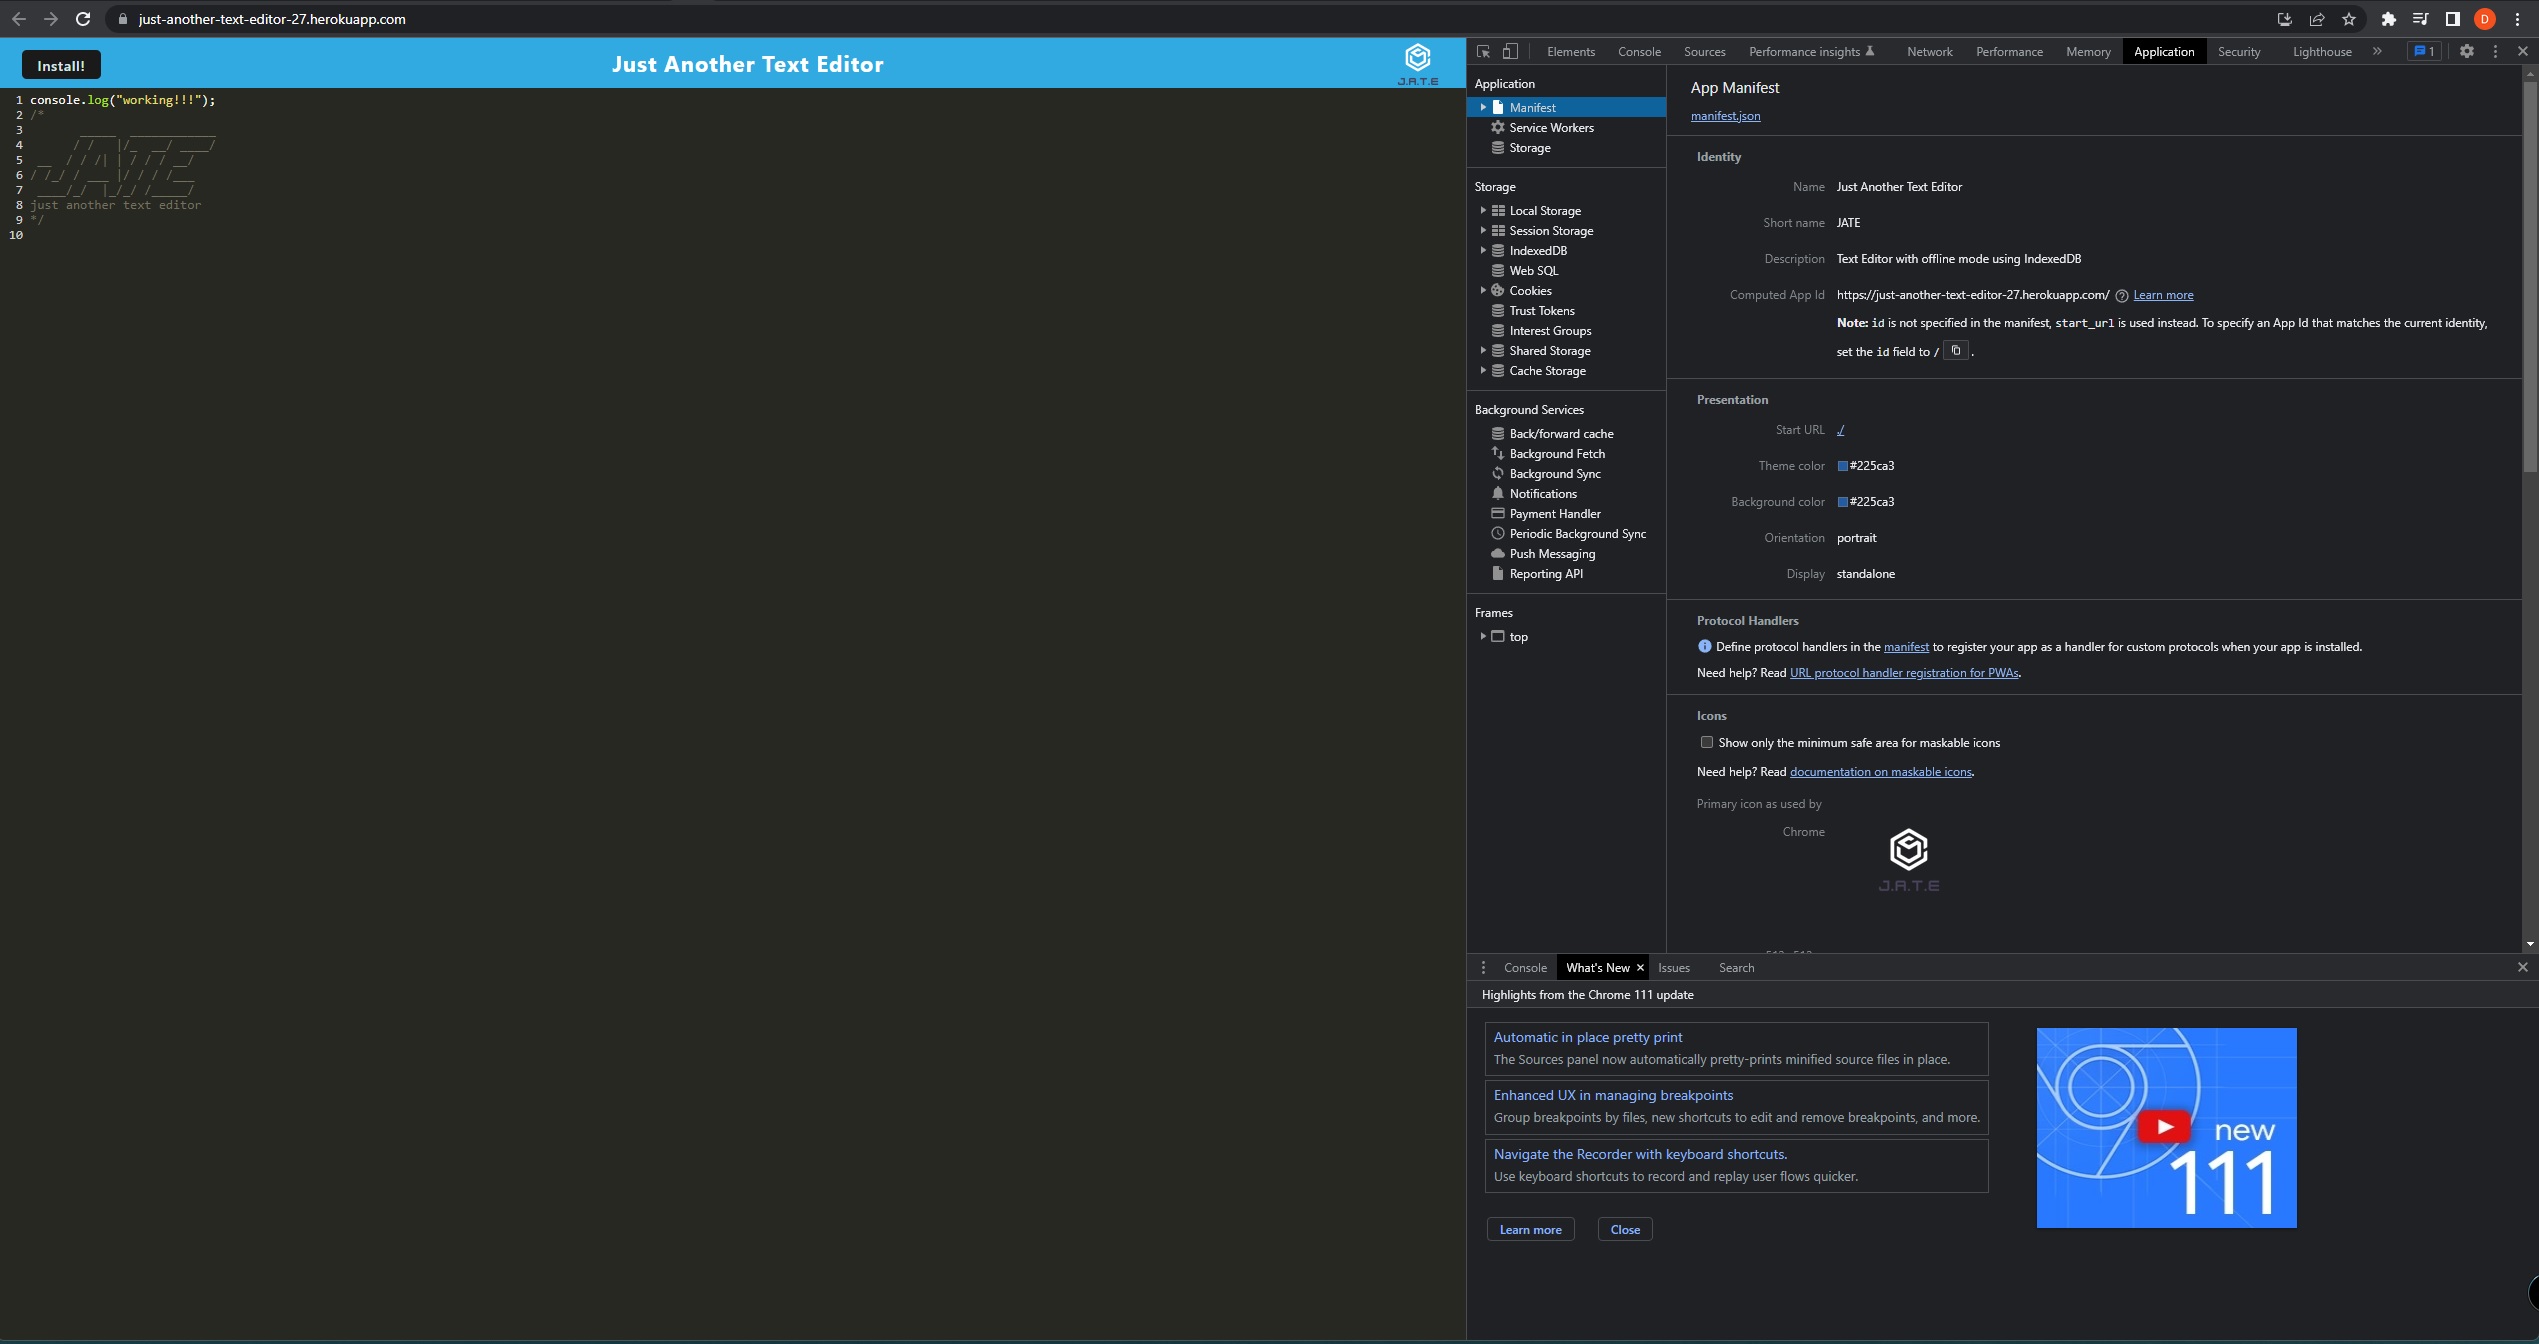 just-another-text-editor-27.herokuapp.com
D
Install!
Just Another Text Editor
J.A.T.E
1 console.log("working!!!");
2 /*
3         _____  ____________
4       / /   |/_  __/ ____/
5  __  / / /| | / / / __/
6 / /_/ / ___ |/ / / /___
7  ____/_/  |_/_/ /_____/
8 just another text editor
9 */
10
Elements Console Sources Performance insights Network Performance Memory Application Security Lighthouse » 1
Application
Manifest
Service Workers
Storage
Storage
Local Storage
Session Storage
IndexedDB
Web SQL
Cookies
Trust Tokens
Interest Groups
Shared Storage
Cache Storage
Background Services
Back/forward cache
Background Fetch
Background Sync
Notifications
Payment Handler
Periodic Background Sync
Push Messaging
Reporting API
Frames
top
App Manifest
manifest.json
Identity
Name Just Another Text Editor
Short name JATE
Description Text Editor with offline mode using IndexedDB
Computed App Id https://just-another-text-editor-27.herokuapp.com/ Learn more
Note: id is not specified in the manifest, start_url is used instead. To specify an App Id that matches the current identity,
set the id field to / .
Presentation
Start URL ./
Theme color #225ca3
Background color #225ca3
Orientation portrait
Display standalone
Protocol Handlers
Define protocol handlers in the manifest to register your app as a handler for custom protocols when your app is installed.
Need help? Read URL protocol handler registration for PWAs.
Icons
Show only the minimum safe area for maskable icons
Need help? Read documentation on maskable icons.
Primary icon as used by
Chrome
J.A.T.E
Console What's New Issues Search
Highlights from the Chrome 111 update
Automatic in place pretty print
The Sources panel now automatically pretty-prints minified source files in place.
Enhanced UX in managing breakpoints
Group breakpoints by files, new shortcuts to edit and remove breakpoints, and more.
Navigate the Recorder with keyboard shortcuts.
Use keyboard shortcuts to record and replay user flows quicker.
Learn more Close
new
111